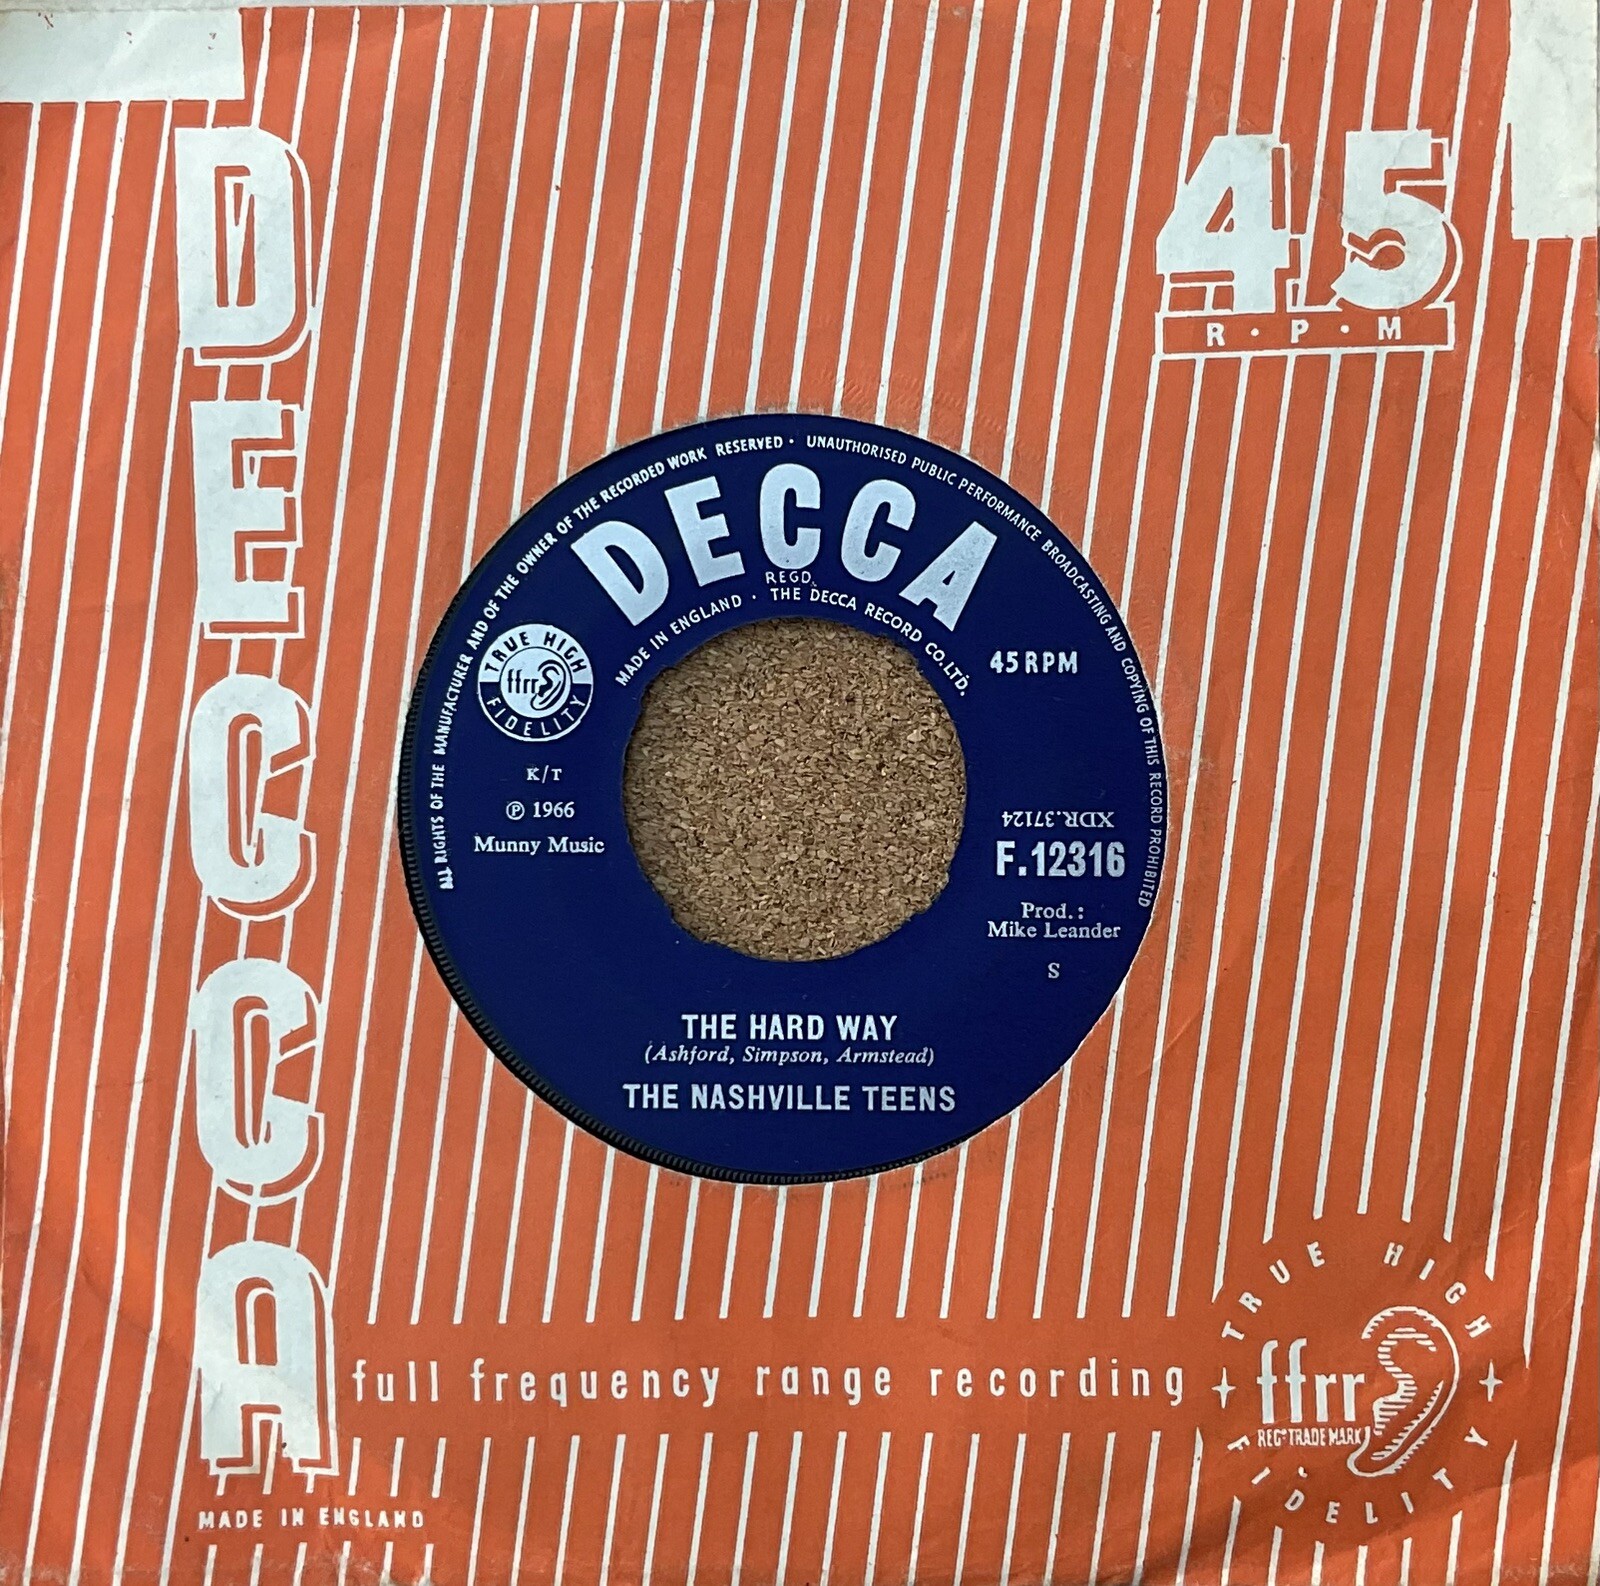 DECCA
45
R·P·M
ALL RIGHTS OF THE MANUFACTURER AND OF THE OWNER OF THE RECORDED WORK RESERVED · UNAUTHORISED PUBLIC PERFORMANCE BROADCASTING AND COPYING OF THIS RECORD PROHIBITED
DECCA
REGD.
MADE IN ENGLAND · THE DECCA RECORD CO. LTD.
TRUE HIGH
ffrr
FIDELITY
45 RPM
K/T
℗ 1966
Munny Music
XDR.37124
F.12316
Prod.:
Mike Leander
S
THE HARD WAY
(Ashford, Simpson, Armstead)
THE NASHVILLE TEENS
full frequency range recording
TRUE HIGH
ffrr
REGD TRADE MARK
FIDELITY
MADE IN ENGLAND